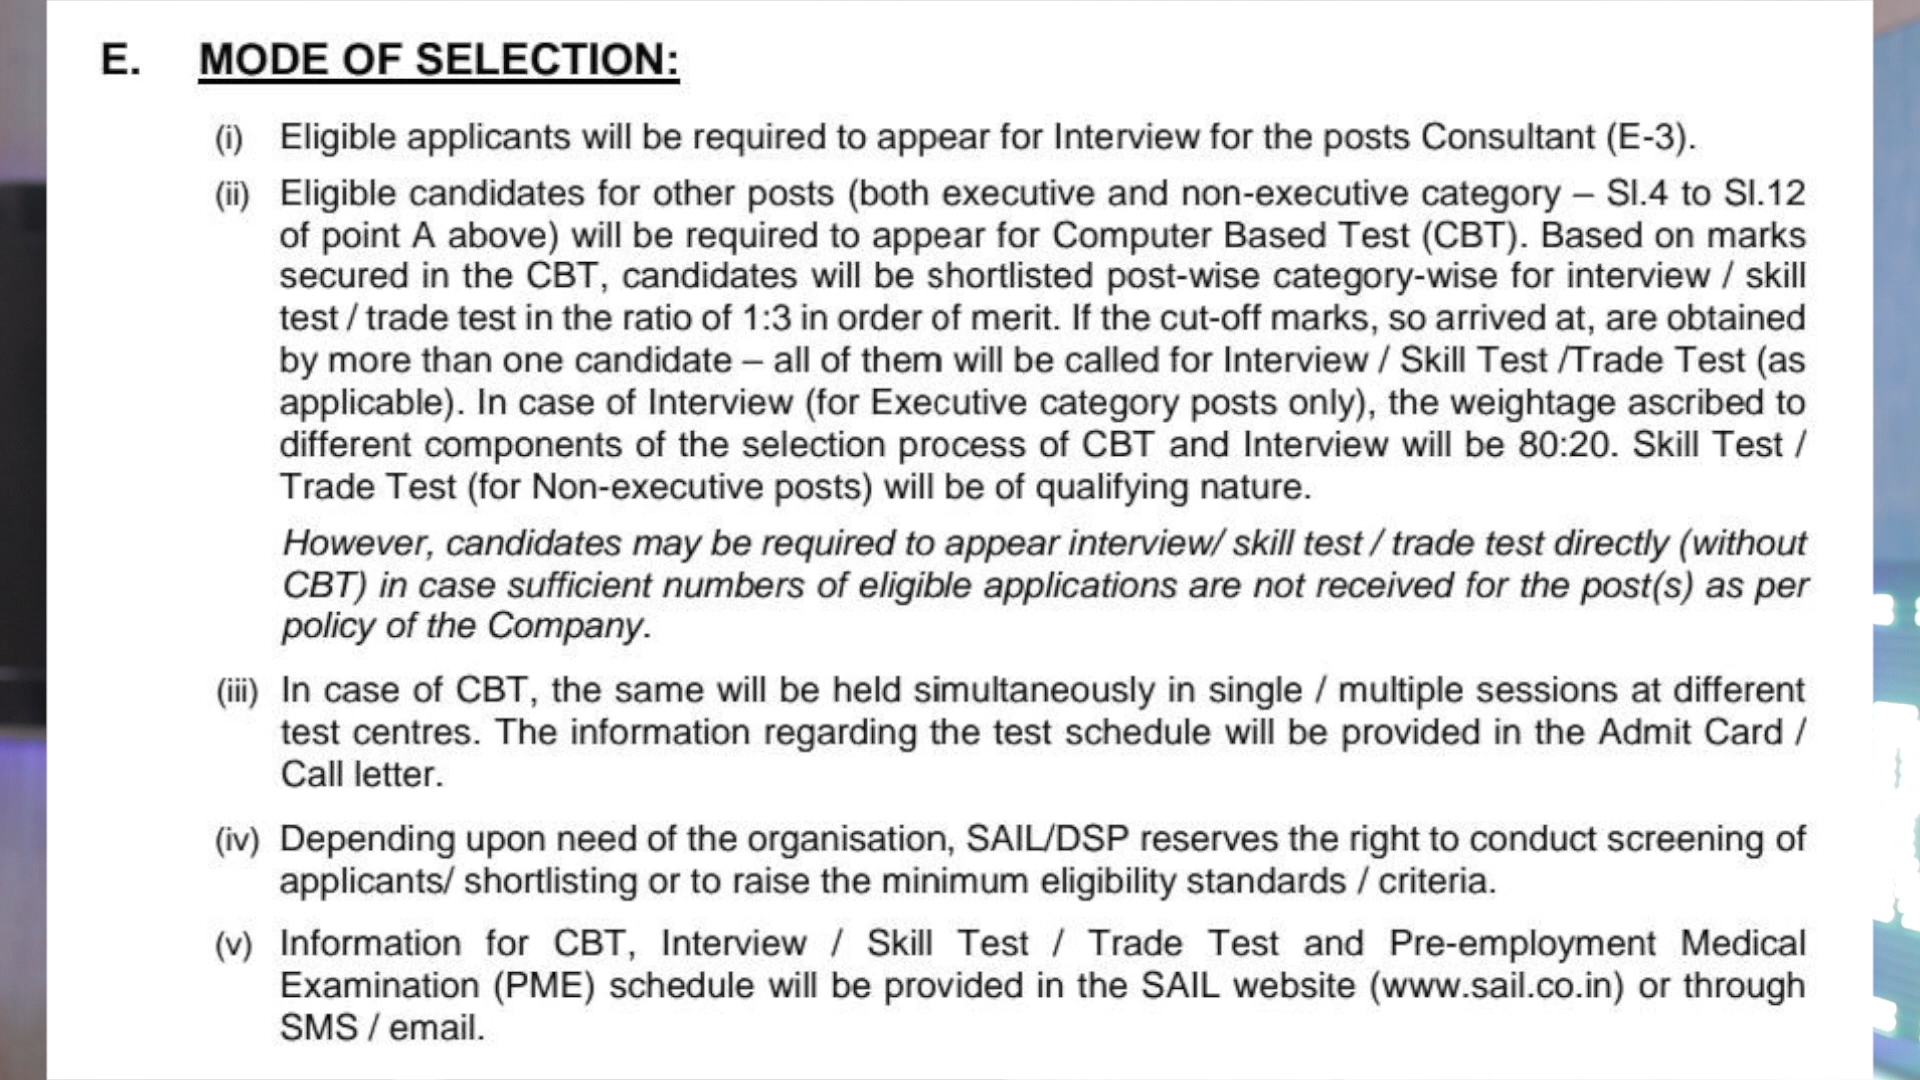 E. MODE OF SELECTION:
(i) Eligible applicants will be required to appear for Interview for the posts Consultant (E-3).
(ii) Eligible candidates for other posts (both executive and non-executive category – Sl.4 to Sl.12
of point A above) will be required to appear for Computer Based Test (CBT). Based on marks
secured in the CBT, candidates will be shortlisted post-wise category-wise for interview / skill
test / trade test in the ratio of 1:3 in order of merit. If the cut-off marks, so arrived at, are obtained
by more than one candidate – all of them will be called for Interview / Skill Test /Trade Test (as
applicable). In case of Interview (for Executive category posts only), the weightage ascribed to
different components of the selection process of CBT and Interview will be 80:20. Skill Test /
Trade Test (for Non-executive posts) will be of qualifying nature.
However, candidates may be required to appear interview/ skill test / trade test directly (without
CBT) in case sufficient numbers of eligible applications are not received for the post(s) as per
policy of the Company.
(iii) In case of CBT, the same will be held simultaneously in single / multiple sessions at different
test centres. The information regarding the test schedule will be provided in the Admit Card /
Call letter.
(iv) Depending upon need of the organisation, SAIL/DSP reserves the right to conduct screening of
applicants/ shortlisting or to raise the minimum eligibility standards / criteria.
(v) Information for CBT, Interview / Skill Test / Trade Test and Pre-employment Medical
Examination (PME) schedule will be provided in the SAIL website (www.sail.co.in) or through
SMS / email.